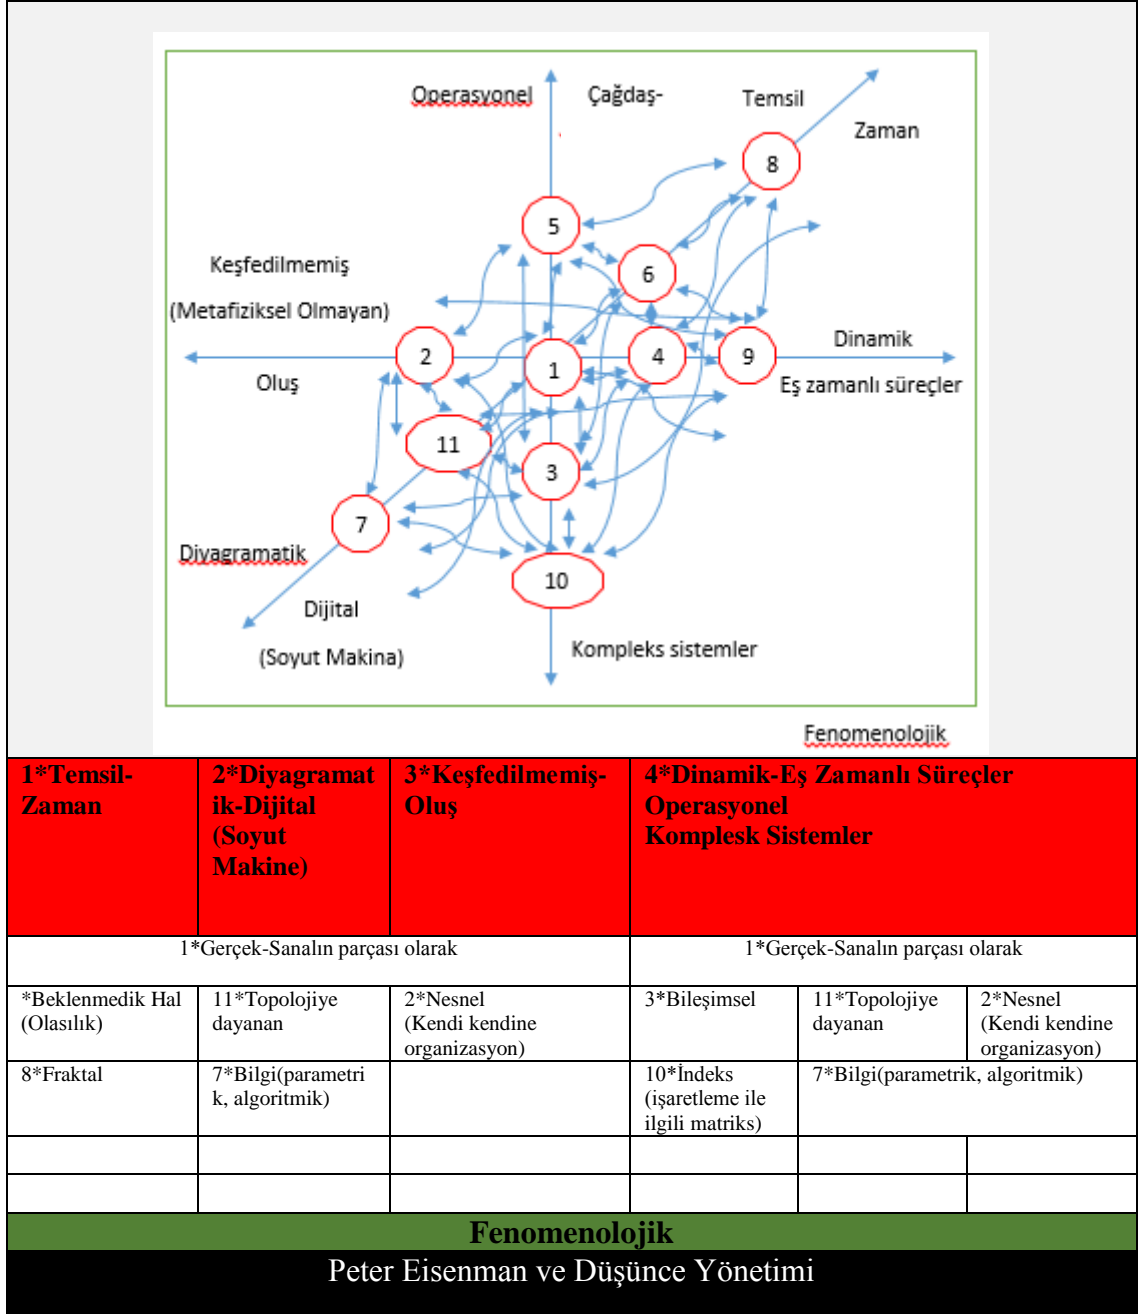 Operasyonel
Çağdaş-
Temsil
Zaman
8
5
6
Keşfedilmemiş
(Metafiziksel Olmayan)
Dinamik
2
1
4
9
Oluş
Eş zamanlı süreçler
11
3
7
Diyagramatik
10
Dijital
(Soyut Makina)
Kompleks sistemler
Fenomenolojik
1*Temsil-
Zaman
2*Diyagramat
ik-Dijital
(Soyut
Makine)
3*Keşfedilmemiş-
Oluş
4*Dinamik-Eş Zamanlı Süreçler
Operasyonel
Komplesk Sistemler
1*Gerçek-Sanalın parçası olarak
1*Gerçek-Sanalın parçası olarak
*Beklenmedik Hal
(Olasılık)
11*Topolojiye
dayanan
2*Nesnel
(Kendi kendine
organizasyon)
3*Bileşimsel
11*Topolojiye
dayanan
2*Nesnel
(Kendi kendine
organizasyon)
8*Fraktal
7*Bilgi(parametri
k, algoritmik)
10*İndeks
(işaretleme ile
ilgili matriks)
7*Bilgi(parametrik, algoritmik)
Fenomenolojik
Peter Eisenman ve Düşünce Yönetimi